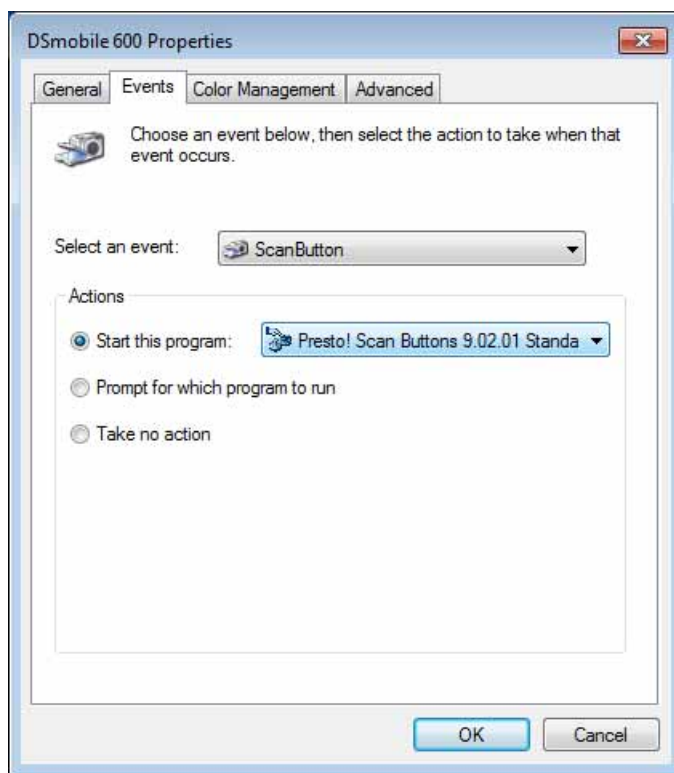 DSmobile 600 Properties
General Events Color Management Advanced
Choose an event below, then select the action to take when that
event occurs.
Select an event: ScanButton
Actions
Start this program: Presto! Scan Buttons 9.02.01 Standa
Prompt for which program to run
Take no action
OK Cancel